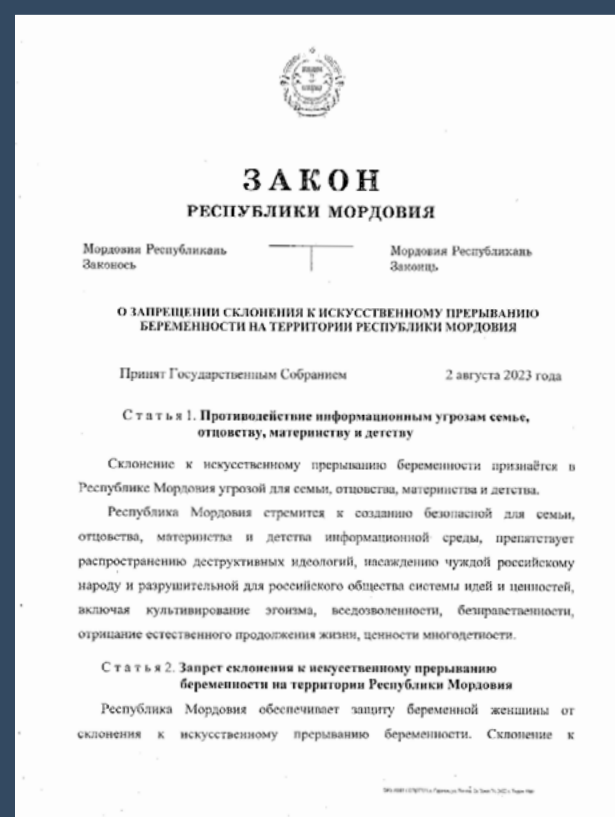 ЗАКОН
РЕСПУБЛИКИ МОРДОВИЯ
Мордовия Республикань
Законось
Мордовия Республикань
Законць
О ЗАПРЕЩЕНИИ СКЛОНЕНИЯ К ИСКУССТВЕННОМУ ПРЕРЫВАНИЮ
БЕРЕМЕННОСТИ НА ТЕРРИТОРИИ РЕСПУБЛИКИ МОРДОВИЯ
Принят Государственным Собранием 2 августа 2023 года
Статья 1. Противодействие информационным угрозам семье,
отцовству, материнству и детству
Склонение к искусственному прерыванию беременности признаётся в
Республике Мордовия угрозой для семьи, отцовства, материнства и детства.
Республика Мордовия стремится к созданию безопасной для семьи,
отцовства, материнства и детства информационной среды, препятствует
распространению деструктивных идеологий, насаждению чуждой российскому
народу и разрушительной для российского общества системы идей и ценностей,
включая культивирование эгоизма, вседозволенности, безнравственности,
отрицание естественного продолжения жизни, ценности многодетности.
Статья 2. Запрет склонения к искусственному прерыванию
беременности на территории Республики Мордовия
Республика Мордовия обеспечивает защиту беременной женщины от
склонения к искусственному прерыванию беременности. Склонение к